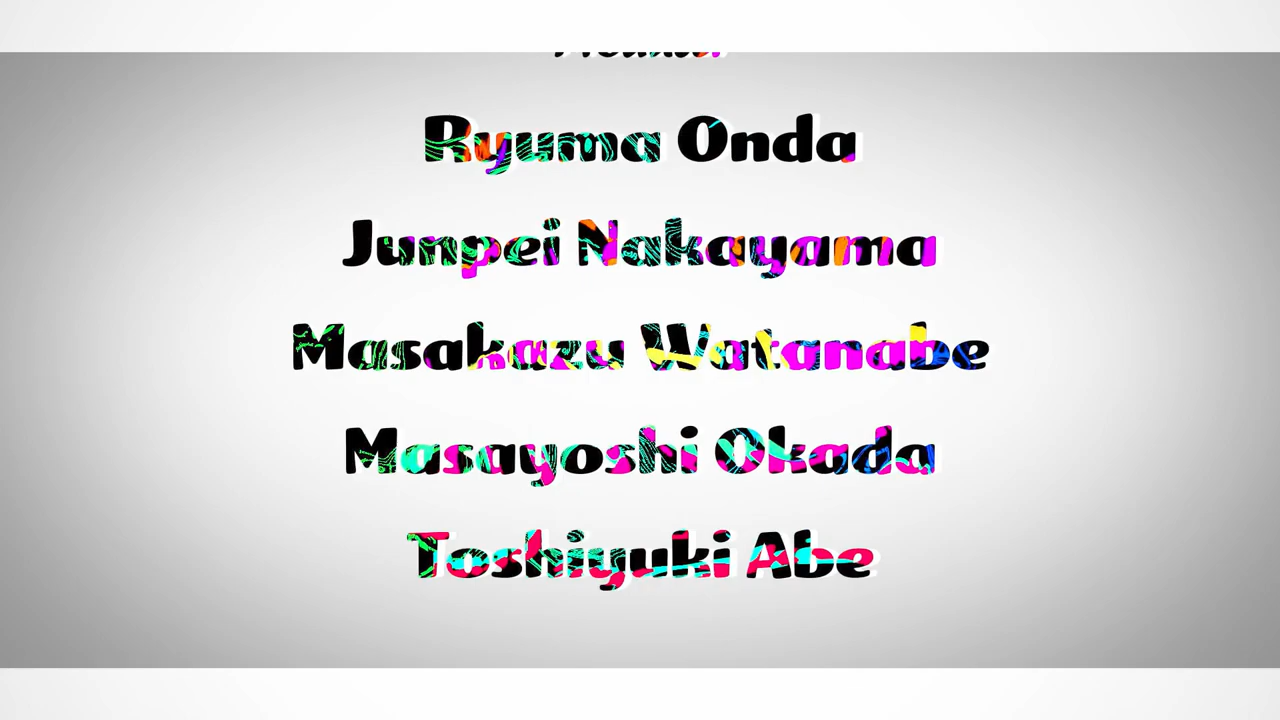 Ryuma Onda
Junpei Nakayama
Masakazu Watanabe
Masayoshi Okada
Toshiyuki Abe